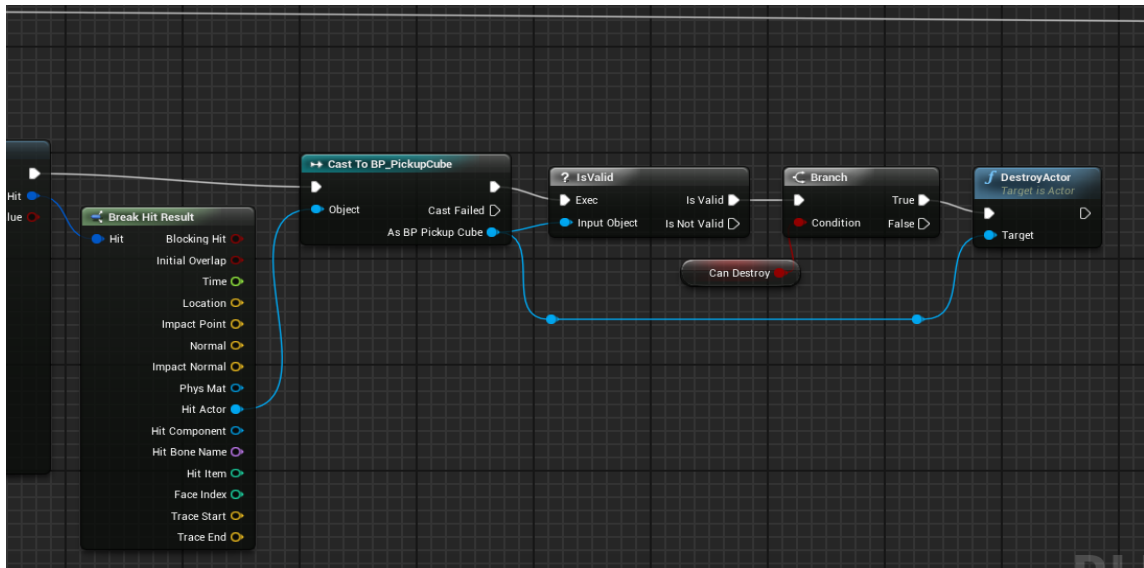 Hit
lue
Break Hit Result
Hit
Blocking Hit
Initial Overlap
Time
Location
Impact Point
Normal
Impact Normal
Phys Mat
Hit Actor
Hit Component
Hit Bone Name
Hit Item
Face Index
Trace Start
Trace End
Cast To BP_PickupCube
Object
Cast Failed
As BP Pickup Cube
? IsValid
Exec
Is Valid
Input Object
Is Not Valid
Branch
True
Condition
False
Can Destroy
f DestroyActor
Target is Actor
Target